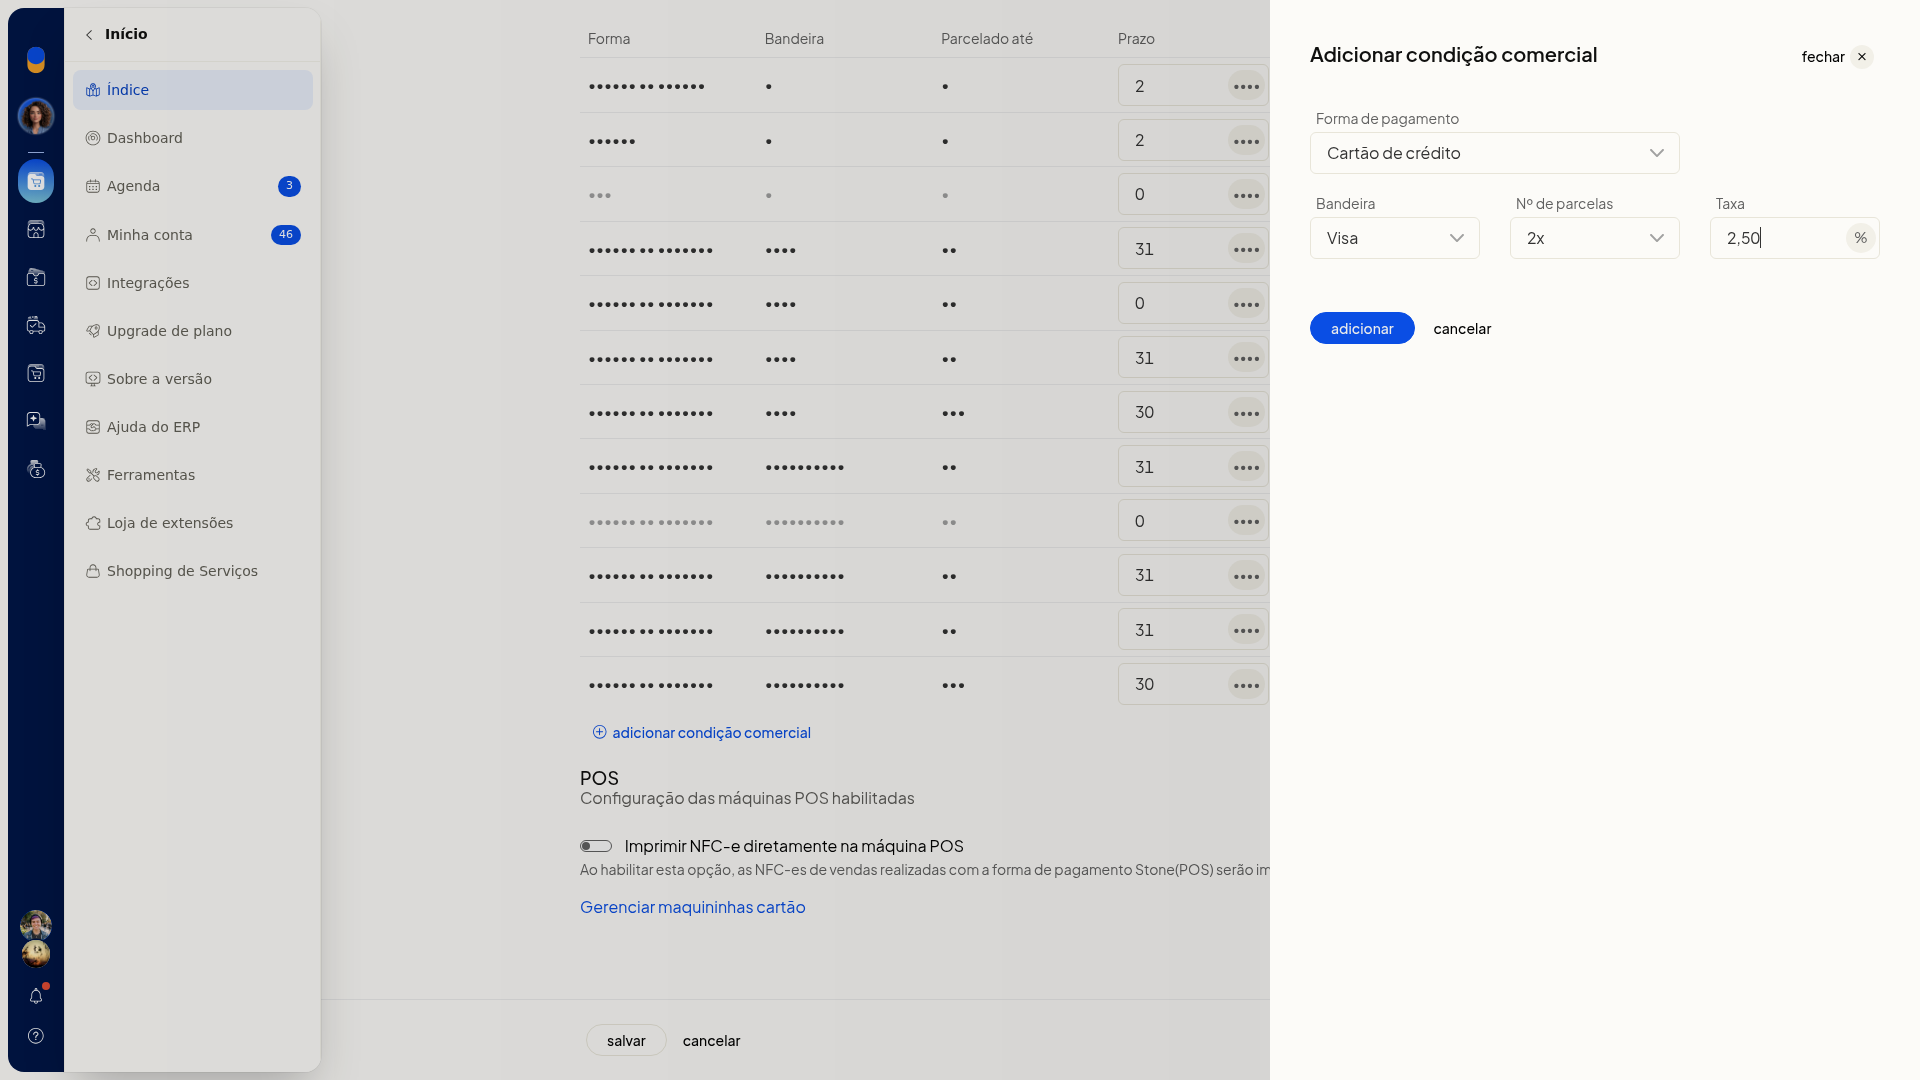 Início
Índice
Dashboard
Agenda
3
Minha conta
46
Integrações
Upgrade de plano
Sobre a versão
Ajuda do ERP
Ferramentas
Loja de extensões
Shopping de Serviços
Forma Bandeira Parcelado até Prazo
•••••• •• •••••• • • 2 ••••
•••••• • • 2 ••••
••• • • 0 ••••
•••••• •• ••••••• •••• •• 31 ••••
•••••• •• ••••••• •••• •• 0 ••••
•••••• •• ••••••• •••• •• 31 ••••
•••••• •• ••••••• •••• ••• 30 ••••
•••••• •• ••••••• •••••••••• •• 31 ••••
•••••• •• ••••••• •••••••••• •• 0 ••••
•••••• •• ••••••• •••••••••• •• 31 ••••
•••••• •• ••••••• •••••••••• •• 31 ••••
•••••• •• ••••••• •••••••••• ••• 30 ••••
adicionar condição comercial
POS
Configuração das máquinas POS habilitadas
Imprimir NFC-e diretamente na máquina POS
Ao habilitar esta opção, as NFC-es de vendas realizadas com a forma de pagamento Stone(POS) serão im
Gerenciar maquininhas cartão
salvar cancelar
Adicionar condição comercial
fechar
Forma de pagamento
Cartão de crédito
Bandeira Nº de parcelas Taxa
Visa 2x 2,50 %
adicionar cancelar